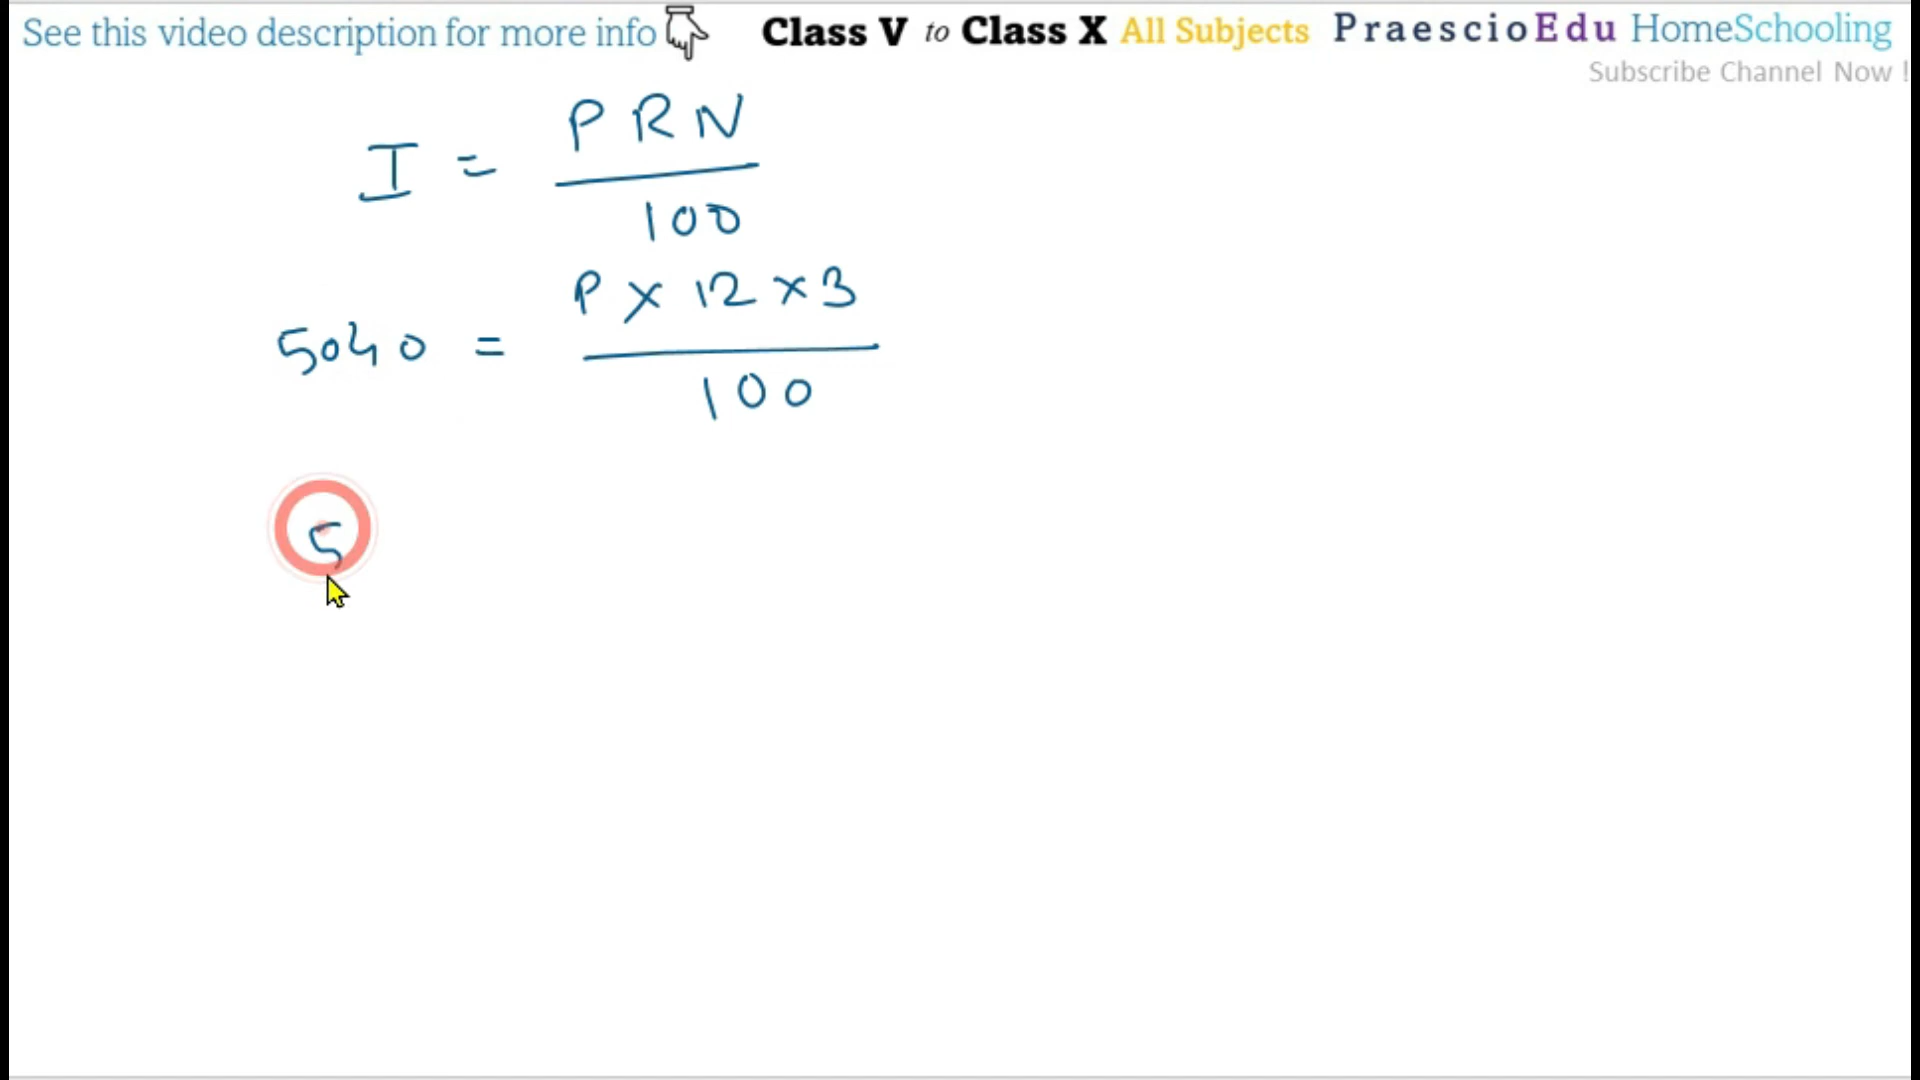 See this video description for more info Class V to Class X All Subjects PraescioEdu HomeSchooling
Subscribe Channel Now !
I = PRN / 100
5040 = P x 12 x 3 / 100
5